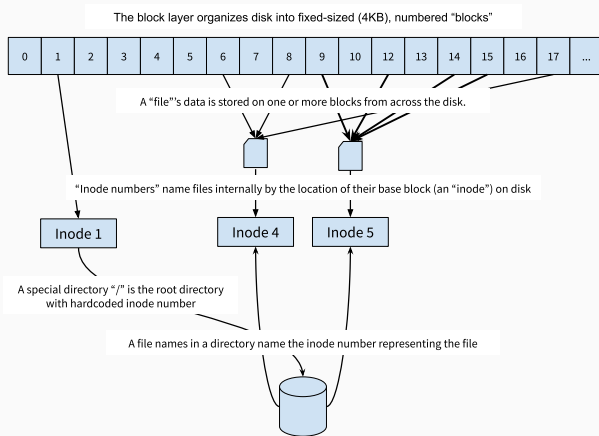 The block layer organizes disk into fixed-sized (4KB), numbered “blocks”
0 1 2 3 4 5 6 7 8 9 10 11 12 13 14 15 16 17 ...
A “file”’s data is stored on one or more blocks from across the disk.
“Inode numbers” name files internally by the location of their base block (an “inode”) on disk
Inode 1 Inode 4 Inode 5
A special directory “/” is the root directory
with hardcoded inode number
A file names in a directory name the inode number representing the file